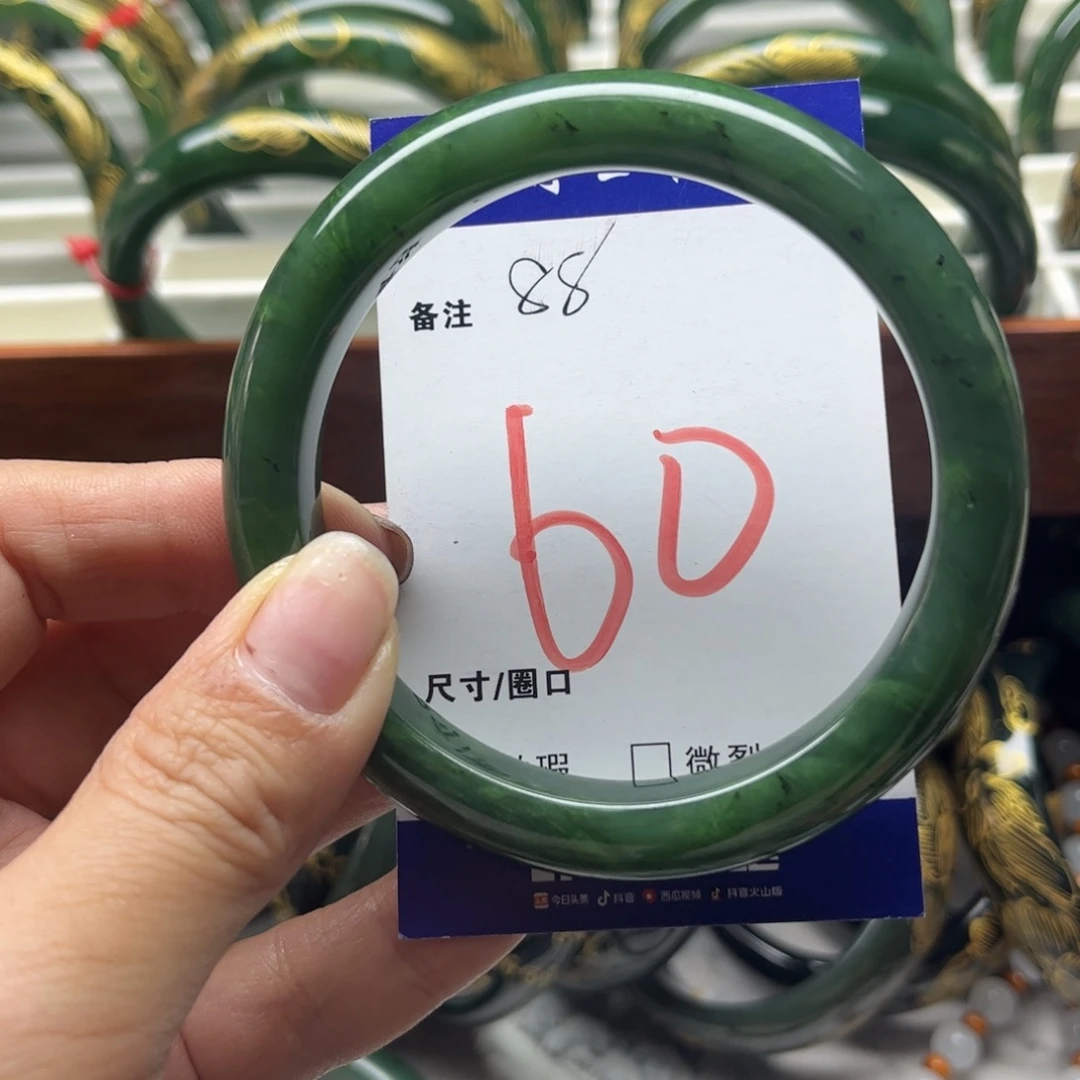 备注 88
60
尺寸/圈口
瑕 □ 微裂
今日头条 抖音 西瓜视频 抖音火山版